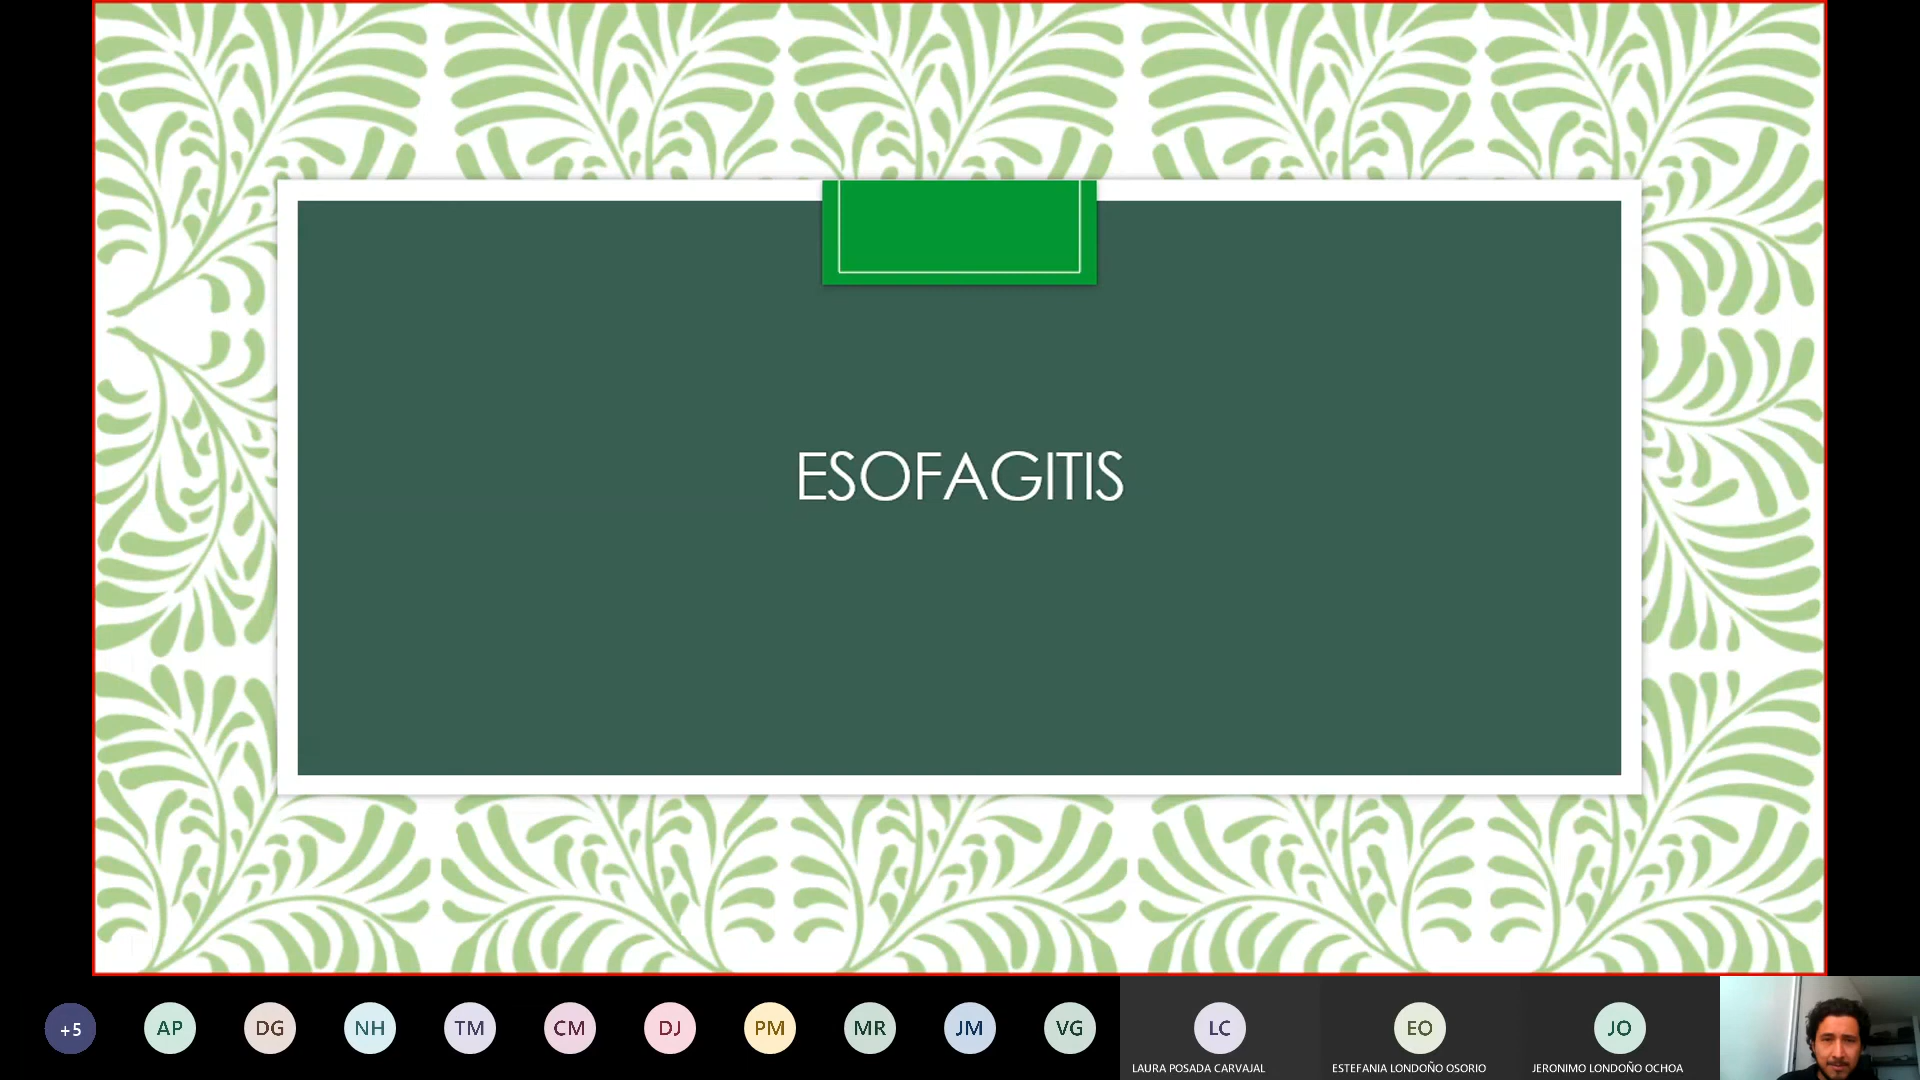 ESOFAGITIS
+5
AP
DG
NH
TM
CM
DJ
PM
MR
JM
VG
LC
EO
JO
LAURA POSADA CARVAJAL
ESTEFANIA LONDOÑO OSORIO
JERONIMO LONDOÑO OCHOA